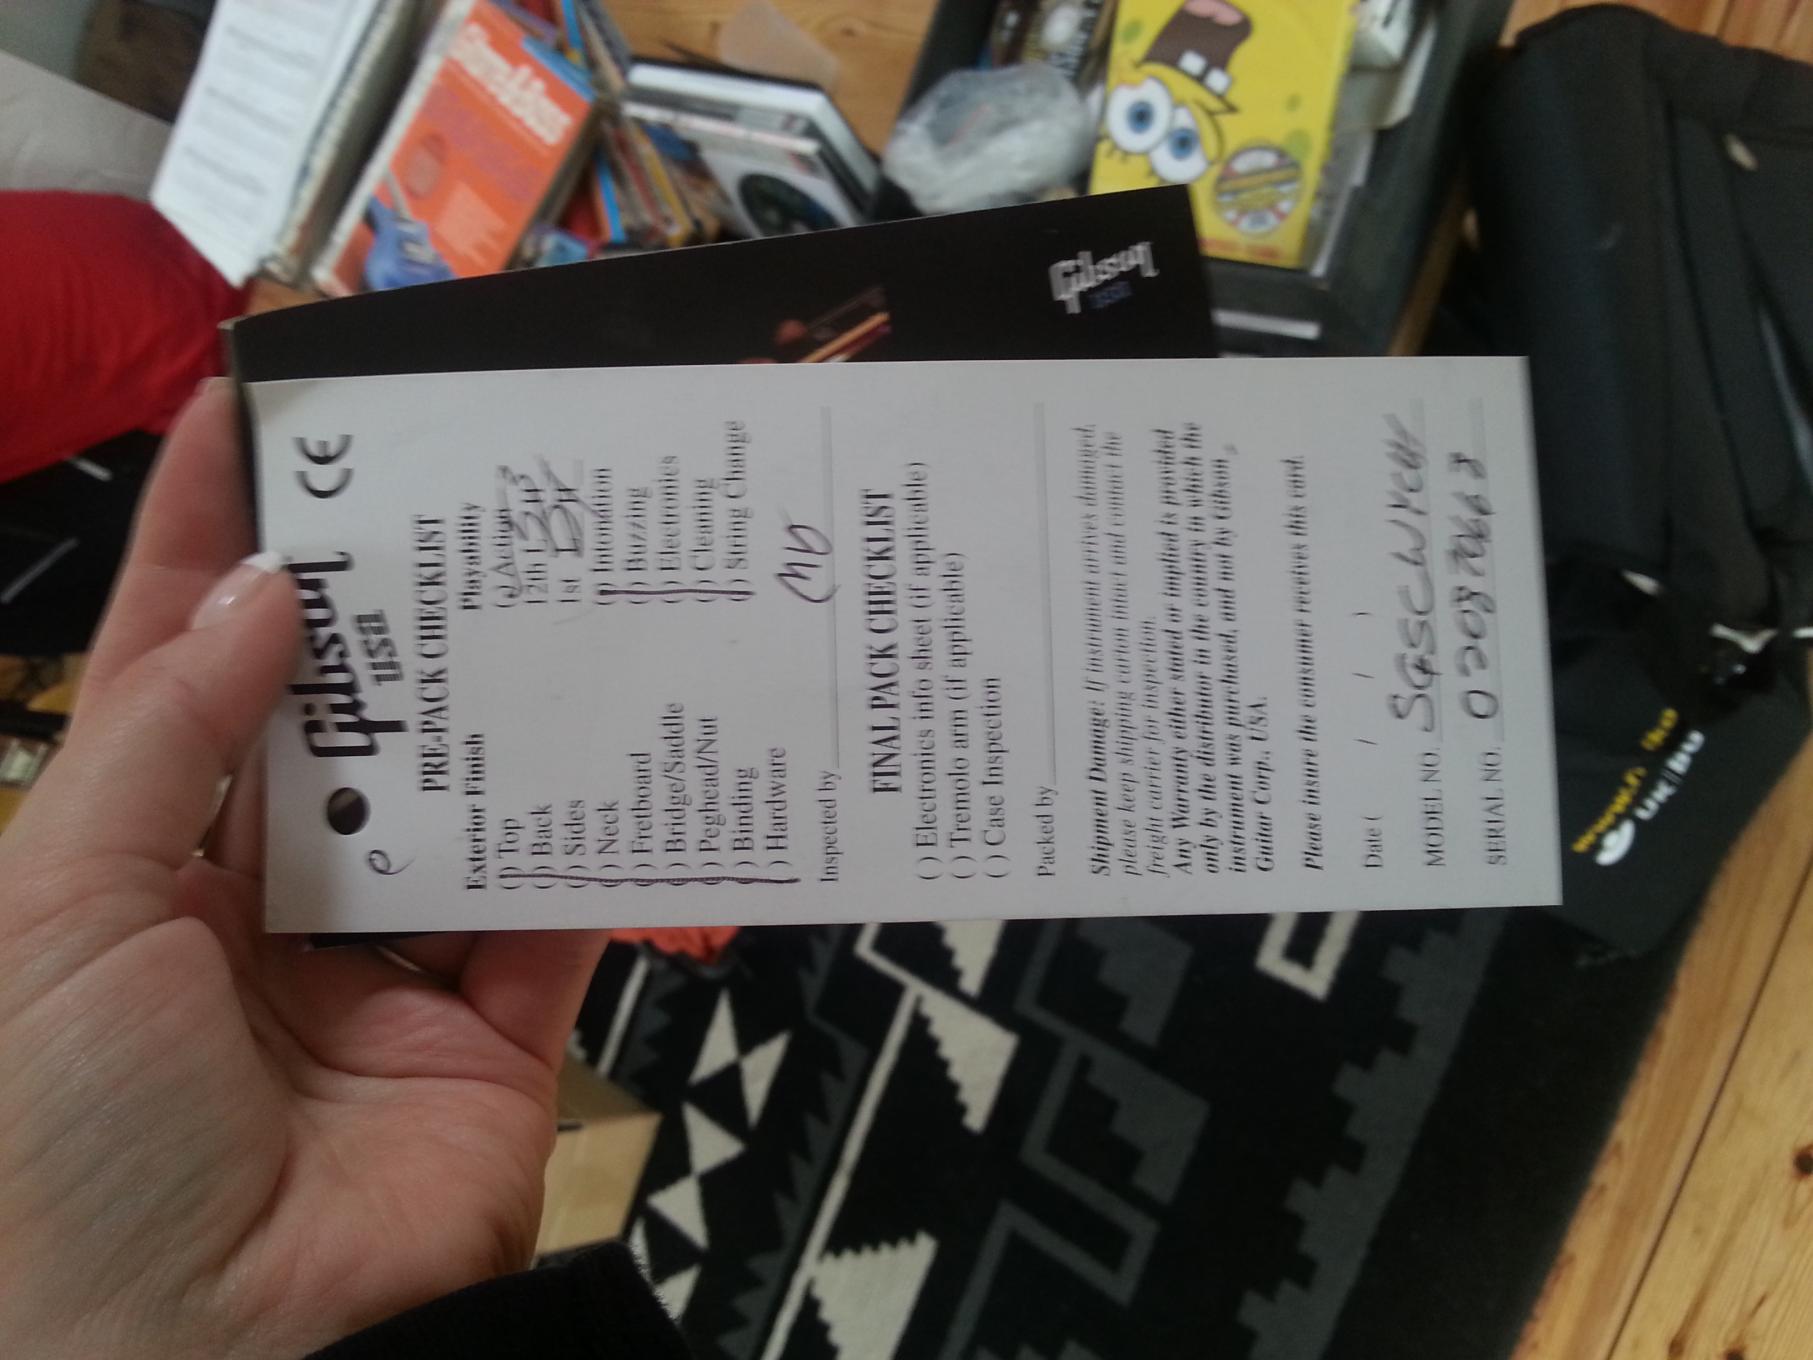 Gibson
USA
CE
PRE-PACK CHECKLIST
Exterior Finish
( ) Top
( ) Back
( ) Sides
( ) Neck
( ) Fretboard
( ) Bridge/Saddle
( ) Peghead/Nut
( ) Binding
( ) Hardware
Playability
( ) Action
12th
1st
( ) Intonation
( ) Buzzing
( ) Electronics
( ) Cleaning
( ) String Change
Inspected by
FINAL PACK CHECKLIST
( ) Electronics info sheet (if applicable)
( ) Tremolo arm (if applicable)
( ) Case Inspection
Packed by
Shipment Damage: If instrument arrives damaged,
please keep shipping carton intact and contact the
freight carrier for inspection.
Any Warranty either stated or implied is provided
only by the distributor in the country in which the
instrument was purchased, and not by Gibson
Guitar Corp., USA.
Please insure the consumer receives this card.
Date ( / / )
MODEL NO. SGSCWYCH
SERIAL NO. 02087066 8
Gibson
USA